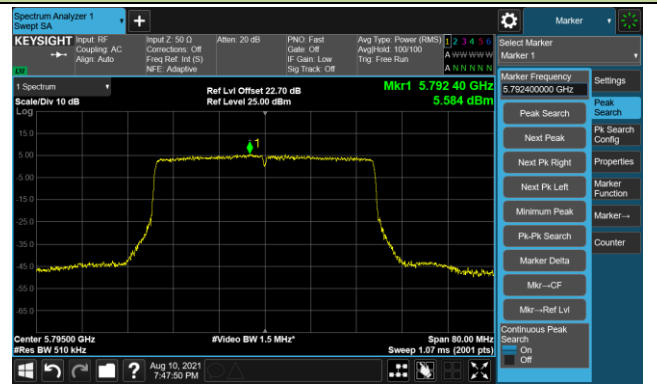 Spectrum Analyzer 1
Swept SA
Marker
KEYSIGHT Input: RF
Coupling: AC
Align: Auto
Input Z: 50 Ω
Corrections: Off
Freq Ref: Int (S)
NFE: Adaptive
Atten: 20 dB
PNO: Fast
Gate: Off
IF Gain: Low
Sig Track: Off
Avg Type: Power (RMS)
Avg|Hold: 100/100
Trig: Free Run
1 2 3 4 5 6
A W W W W W
A N N N N N
LW
Select Marker
Marker 1
1 Spectrum
Scale/Div 10 dB
Log
Ref Lvl Offset 22.70 dB
Ref Level 25.00 dBm
Mkr1 5.792 40 GHz
5.584 dBm
15.0
5.00
-5.00
-15.0
-25.0
-35.0
-45.0
-55.0
-65.0
1
Center 5.79500 GHz
#Res BW 510 kHz
#Video BW 1.5 MHz*
Span 80.00 MHz
Sweep 1.07 ms (2001 pts)
Marker Frequency
5.792400000 GHz
Peak Search
Next Peak
Next Pk Right
Next Pk Left
Minimum Peak
Pk-Pk Search
Marker Delta
Mkr→CF
Mkr→Ref Lvl
Continuous Peak
Search
On
Off
Settings
Peak
Search
Pk Search
Config
Properties
Marker
Function
Marker→
Counter
?
Aug 10, 2021
7:47:50 PM